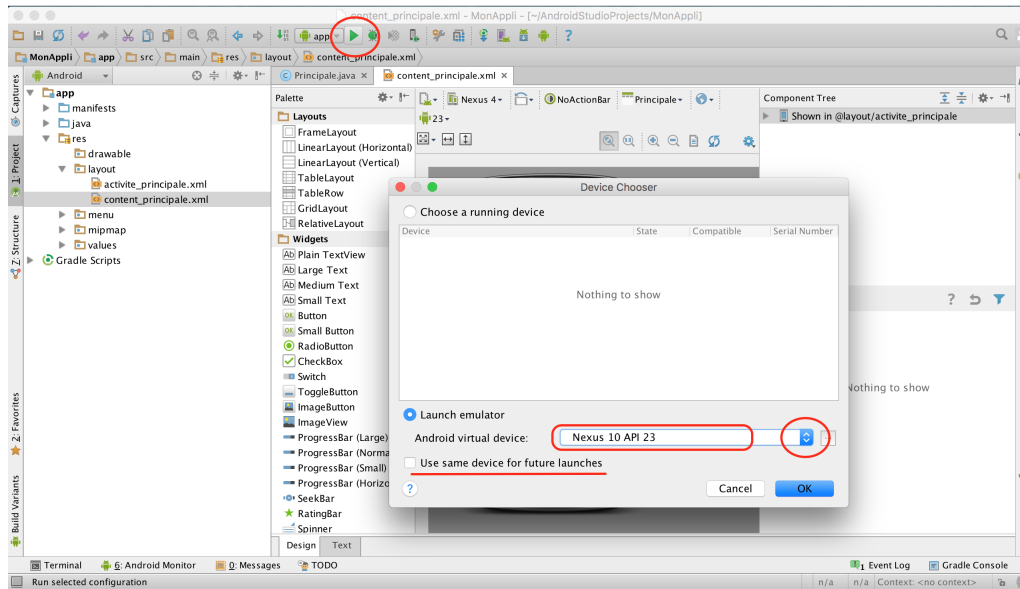 content_principale.xml – MonAppli – [~/AndroidStudioProjects/MonAppli]
app
?
MonAppli app src main res layout content_principale.xml
Android
Principale.java × content_principale.xml ×
Captures
1: Project
Z: Structure
2: Favorites
Build Variants
app
manifests
java
res
drawable
layout
activite_principale.xml
content_principale.xml
menu
mipmap
values
Gradle Scripts
Palette
Layouts
FrameLayout
LinearLayout (Horizontal)
LinearLayout (Vertical)
TableLayout
TableRow
GridLayout
RelativeLayout
Widgets
Plain TextView
Large Text
Medium Text
Small Text
Button
Small Button
RadioButton
CheckBox
Switch
ToggleButton
ImageButton
ImageView
ProgressBar (Large)
ProgressBar (Norma
ProgressBar (Small)
ProgressBar (Horizo
SeekBar
RatingBar
Spinner
Design Text
Nexus 4 NoActionBar Principale
23
Component Tree
Shown in @layout/activite_principale
?
Nothing to show
Device Chooser
Choose a running device
Device State Compatible Serial Number
Nothing to show
Launch emulator
Android virtual device: Nexus 10 API 23
Use same device for future launches
? Cancel OK
Terminal 6: Android Monitor 0: Messages TODO 1 Event Log Gradle Console
Run selected configuration n/a n/a Context: <no context>